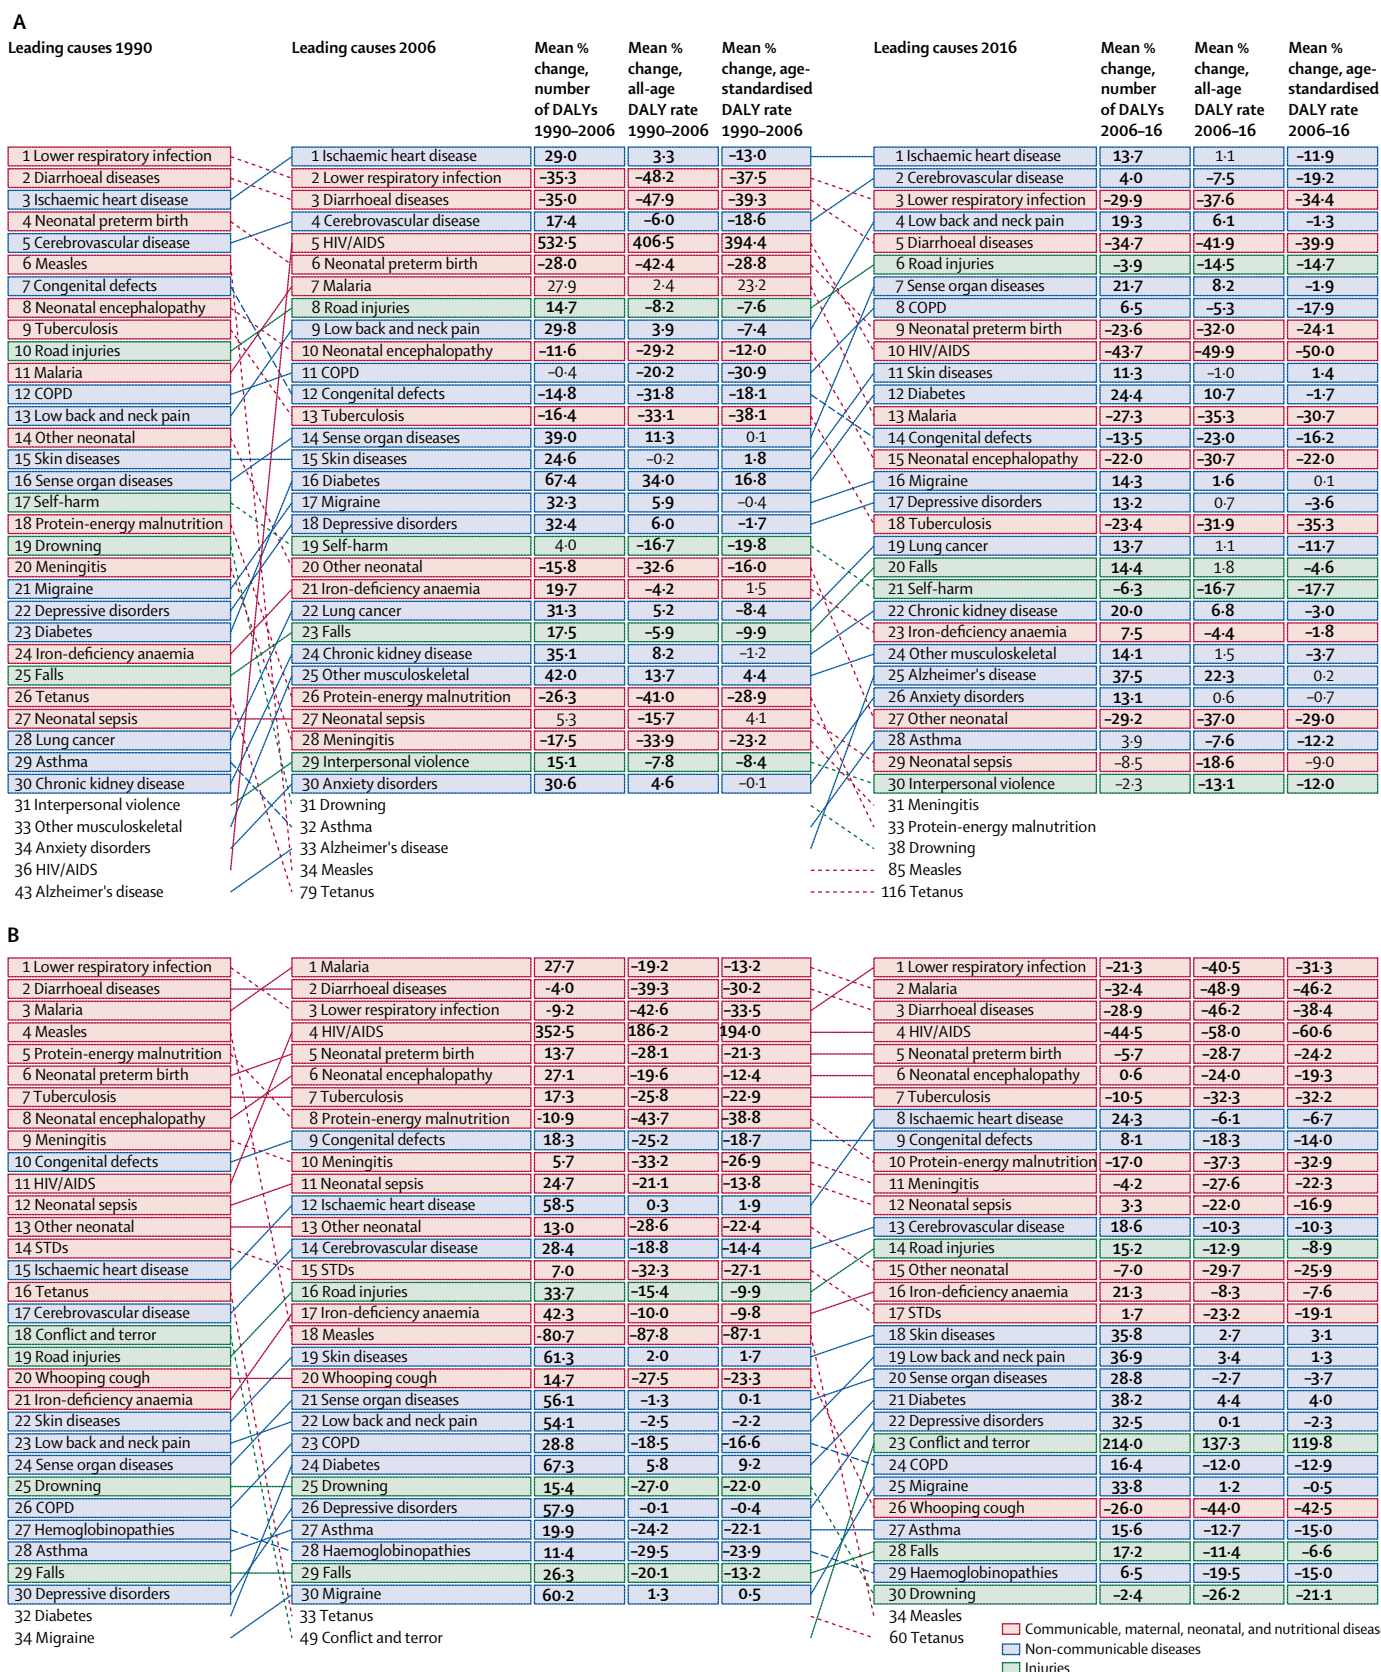 A
Leading causes 1990 Leading causes 2006 Mean % change, number of DALYs 1990–2006 Mean % change, all-age DALY rate 1990–2006 Mean % change, age-standardised DALY rate 1990–2006 Leading causes 2016 Mean % change, number of DALYs 2006–16 Mean % change, all-age DALY rate 2006–16 Mean % change, age-standardised DALY rate 2006–16
1 Lower respiratory infection 1 Ischaemic heart disease 29·0 3·3 –13·0 1 Ischaemic heart disease 13·7 1·1 –11·9
2 Diarrhoeal diseases 2 Lower respiratory infection –35·3 –48·2 –37·5 2 Cerebrovascular disease 4·0 –7·5 –19·2
3 Ischaemic heart disease 3 Diarrhoeal diseases –35·0 –47·9 –39·3 3 Lower respiratory infection –29·9 –37·6 –34·4
4 Neonatal preterm birth 4 Cerebrovascular disease 17·4 –6·0 –18·6 4 Low back and neck pain 19·3 6·1 –1·3
5 Cerebrovascular disease 5 HIV/AIDS 532·5 406·5 394·4 5 Diarrhoeal diseases –34·7 –41·9 –39·9
6 Measles 6 Neonatal preterm birth –28·0 –42·4 –28·8 6 Road injuries –3·9 –14·5 –14·7
7 Congenital defects 7 Malaria 27·9 2·4 23·2 7 Sense organ diseases 21·7 8·2 –1·9
8 Neonatal encephalopathy 8 Road injuries 14·7 –8·2 –7·6 8 COPD 6·5 –5·3 –17·9
9 Tuberculosis 9 Low back and neck pain 29·8 3·9 –7·4 9 Neonatal preterm birth –23·6 –32·0 –24·1
10 Road injuries 10 Neonatal encephalopathy –11·6 –29·2 –12·0 10 HIV/AIDS –43·7 –49·9 –50·0
11 Malaria 11 COPD –0·4 –20·2 –30·9 11 Skin diseases 11·3 –1·0 1·4
12 COPD 12 Congenital defects –14·8 –31·8 –18·1 12 Diabetes 24·4 10·7 –1·7
13 Low back and neck pain 13 Tuberculosis –16·4 –33·1 –38·1 13 Malaria –27·3 –35·3 –30·7
14 Other neonatal 14 Sense organ diseases 39·0 11·3 0·1 14 Congenital defects –13·5 –23·0 –16·2
15 Skin diseases 15 Skin diseases 24·6 –0·2 1·8 15 Neonatal encephalopathy –22·0 –30·7 –22·0
16 Sense organ diseases 16 Diabetes 67·4 34·0 16·8 16 Migraine 14·3 1·6 0·1
17 Self-harm 17 Migraine 32·3 5·9 –0·4 17 Depressive disorders 13·2 0·7 –3·6
18 Protein-energy malnutrition 18 Depressive disorders 32·4 6·0 –1·7 18 Tuberculosis –23·4 –31·9 –35·3
19 Drowning 19 Self-harm 4·0 –16·7 –19·8 19 Lung cancer 13·7 1·1 –11·7
20 Meningitis 20 Other neonatal –15·8 –32·6 –16·0 20 Falls 14·4 1·8 –4·6
21 Migraine 21 Iron-deficiency anaemia 19·7 –4·2 1·5 21 Self-harm –6·3 –16·7 –17·7
22 Depressive disorders 22 Lung cancer 31·3 5·2 –8·4 22 Chronic kidney disease 20·0 6·8 –3·0
23 Diabetes 23 Falls 17·5 –5·9 –9·9 23 Iron-deficiency anaemia 7·5 –4·4 –1·8
24 Iron-deficiency anaemia 24 Chronic kidney disease 35·1 8·2 –1·2 24 Other musculoskeletal 14·1 1·5 –3·7
25 Falls 25 Other musculoskeletal 42·0 13·7 4·4 25 Alzheimer's disease 37·5 22·3 0·2
26 Tetanus 26 Protein-energy malnutrition –26·3 –41·0 –28·9 26 Anxiety disorders 13·1 0·6 –0·7
27 Neonatal sepsis 27 Neonatal sepsis 5·3 –15·7 4·1 27 Other neonatal –29·2 –37·0 –29·0
28 Lung cancer 28 Meningitis –17·5 –33·9 –23·2 28 Asthma 3·9 –7·6 –12·2
29 Asthma 29 Interpersonal violence 15·1 –7·8 –8·4 29 Neonatal sepsis –8·5 –18·6 –9·0
30 Chronic kidney disease 30 Anxiety disorders 30·6 4·6 –0·1 30 Interpersonal violence –2·3 –13·1 –12·0
31 Interpersonal violence 31 Drowning 31 Meningitis
33 Other musculoskeletal 32 Asthma 33 Protein-energy malnutrition
34 Anxiety disorders 33 Alzheimer's disease 38 Drowning
36 HIV/AIDS 34 Measles 85 Measles
43 Alzheimer's disease 79 Tetanus 116 Tetanus
B
1 Lower respiratory infection 1 Malaria 27·7 –19·2 –13·2 1 Lower respiratory infection –21·3 –40·5 –31·3
2 Diarrhoeal diseases 2 Diarrhoeal diseases -4·0 –39·3 –30·2 2 Malaria –32·4 –48·9 –46·2
3 Malaria 3 Lower respiratory infection -9·2 –42·6 –33·5 3 Diarrhoeal diseases –28·9 –46·2 –38·4
4 Measles 4 HIV/AIDS 352·5 186·2 194·0 4 HIV/AIDS –44·5 –58·0 –60·6
5 Protein-energy malnutrition 5 Neonatal preterm birth 13·7 –28·1 –21·3 5 Neonatal preterm birth –5·7 –28·7 –24·2
6 Neonatal preterm birth 6 Neonatal encephalopathy 27·1 –19·6 –12·4 6 Neonatal encephalopathy 0·6 –24·0 –19·3
7 Tuberculosis 7 Tuberculosis 17·3 –25·8 –22·9 7 Tuberculosis –10·5 –32·3 –32·2
8 Neonatal encephalopathy 8 Protein-energy malnutrition -10·9 –43·7 –38·8 8 Ischaemic heart disease 24·3 –6·1 –6·7
9 Meningitis 9 Congenital defects 18·3 –25·2 –18·7 9 Congenital defects 8·1 –18·3 –14·0
10 Congenital defects 10 Meningitis 5·7 –33·2 –26·9 10 Protein-energy malnutrition –17·0 –37·3 –32·9
11 HIV/AIDS 11 Neonatal sepsis 24·7 –21·1 –13·8 11 Meningitis –4·2 –27·6 –22·3
12 Neonatal sepsis 12 Ischaemic heart disease 58·5 0·3 1·9 12 Neonatal sepsis 3·3 –22·0 –16·9
13 Other neonatal 13 Other neonatal 13·0 –28·6 –22·4 13 Cerebrovascular disease 18·6 –10·3 –10·3
14 STDs 14 Cerebrovascular disease 28·4 –18·8 –14·4 14 Road injuries 15·2 –12·9 –8·9
15 Ischaemic heart disease 15 STDs 7·0 –32·3 –27·1 15 Other neonatal –7·0 –29·7 –25·9
16 Tetanus 16 Road injuries 33·7 –15·4 –9·9 16 Iron-deficiency anaemia 21·3 –8·3 –7·6
17 Cerebrovascular disease 17 Iron-deficiency anaemia 42·3 –10·0 –9·8 17 STDs 1·7 –23·2 –19·1
18 Conflict and terror 18 Measles -80·7 –87·8 –87·1 18 Skin diseases 35·8 2·7 3·1
19 Road injuries 19 Skin diseases 61·3 2·0 1·7 19 Low back and neck pain 36·9 3·4 1·3
20 Whooping cough 20 Whooping cough 14·7 –27·5 –23·3 20 Sense organ diseases 28·8 –2·7 –3·7
21 Iron-deficiency anaemia 21 Sense organ diseases 56·1 –1·3 0·1 21 Diabetes 38·2 4·4 4·0
22 Skin diseases 22 Low back and neck pain 54·1 –2·5 –2·2 22 Depressive disorders 32·5 0·1 –2·3
23 Low back and neck pain 23 COPD 28·8 –18·5 –16·6 23 Conflict and terror 214·0 137·3 119·8
24 Sense organ diseases 24 Diabetes 67·3 5·8 9·2 24 COPD 16·4 –12·0 –12·9
25 Drowning 25 Drowning 15·4 –27·0 –22·0 25 Migraine 33·8 1·2 –0·5
26 COPD 26 Depressive disorders 57·9 –0·1 –0·4 26 Whooping cough –26·0 –44·0 –42·5
27 Hemoglobinopathies 27 Asthma 19·9 –24·2 –22·1 27 Asthma 15·6 –12·7 –15·0
28 Asthma 28 Haemoglobinopathies 11·4 –29·5 –23·9 28 Falls 17·2 –11·4 –6·6
29 Falls 29 Falls 26·3 –20·1 –13·2 29 Haemoglobinopathies 6·5 –19·5 –15·0
30 Depressive disorders 30 Migraine 60·2 1·3 0·5 30 Drowning –2·4 –26·2 –21·1
32 Diabetes 33 Tetanus 34 Measles
34 Migraine 49 Conflict and terror 60 Tetanus
Communicable, maternal, neonatal, and nutritional diseas
Non-communicable diseases
Injuries